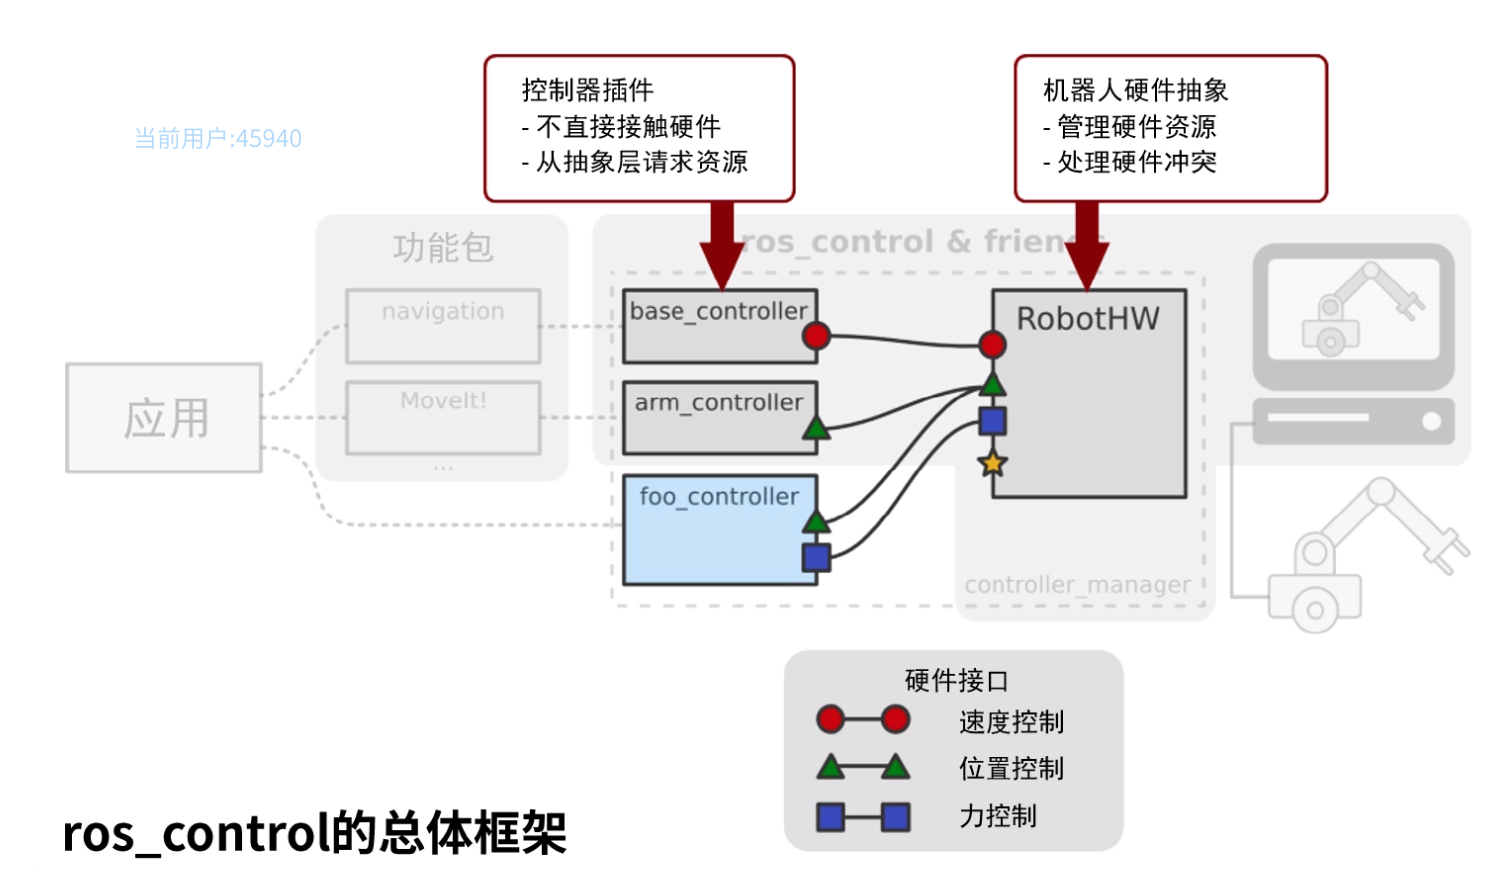 控制器插件
- 不直接接触硬件
- 从抽象层请求资源
机器人硬件抽象
- 管理硬件资源
- 处理硬件冲突
当前用户:45940
功能包
ros_control & friends
navigation
base_controller
RobotHW
应用
MoveIt!
arm_controller
...
foo_controller
controller_manager
硬件接口
速度控制
位置控制
力控制
ros_control的总体框架